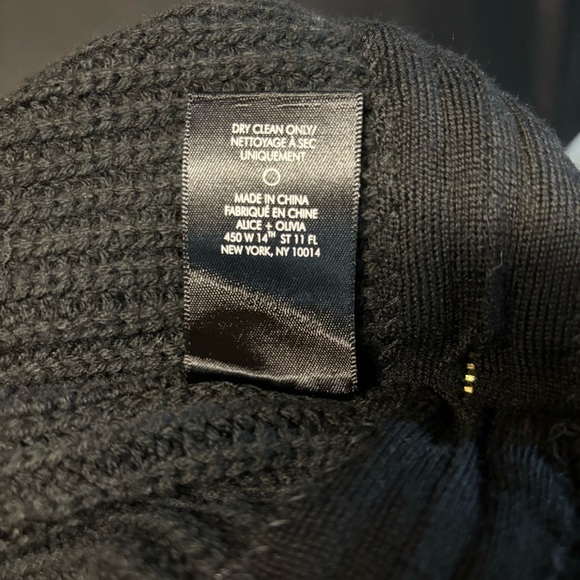 DRY CLEAN ONLY/
NETTOYAGE À SEC
UNIQUEMENT
MADE IN CHINA
FABRIQUÉ EN CHINE
ALICE + OLIVIA
450 W 14TH ST 11 FL
NEW YORK, NY 10014